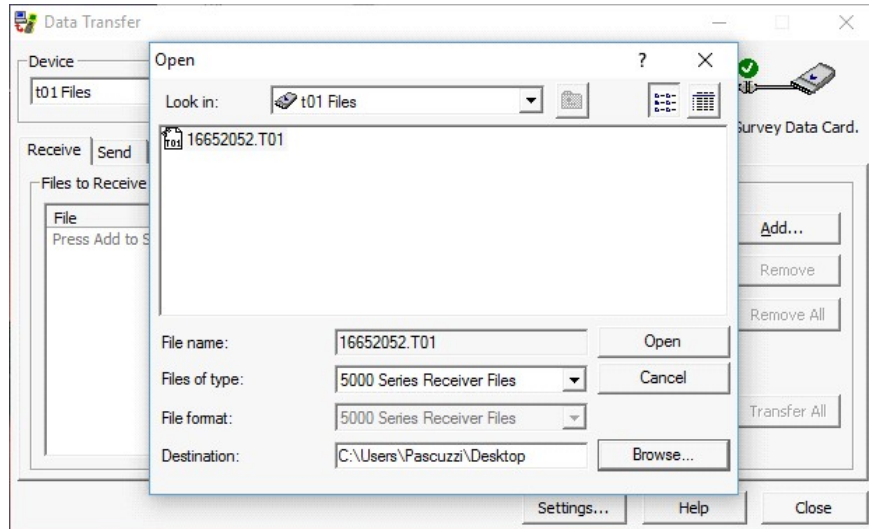 Data Transfer
Device
t01 Files
Survey Data Card.
Receive Send
Files to Receive
File
Press Add to S
Add...
Remove
Remove All
Transfer All
Settings... Help Close
Open
?
Look in: t01 Files
T01 16652052.T01
File name: 16652052.T01 Open
Files of type: 5000 Series Receiver Files Cancel
File format: 5000 Series Receiver Files
Destination: C:\Users\Pascuzzi\Desktop Browse...